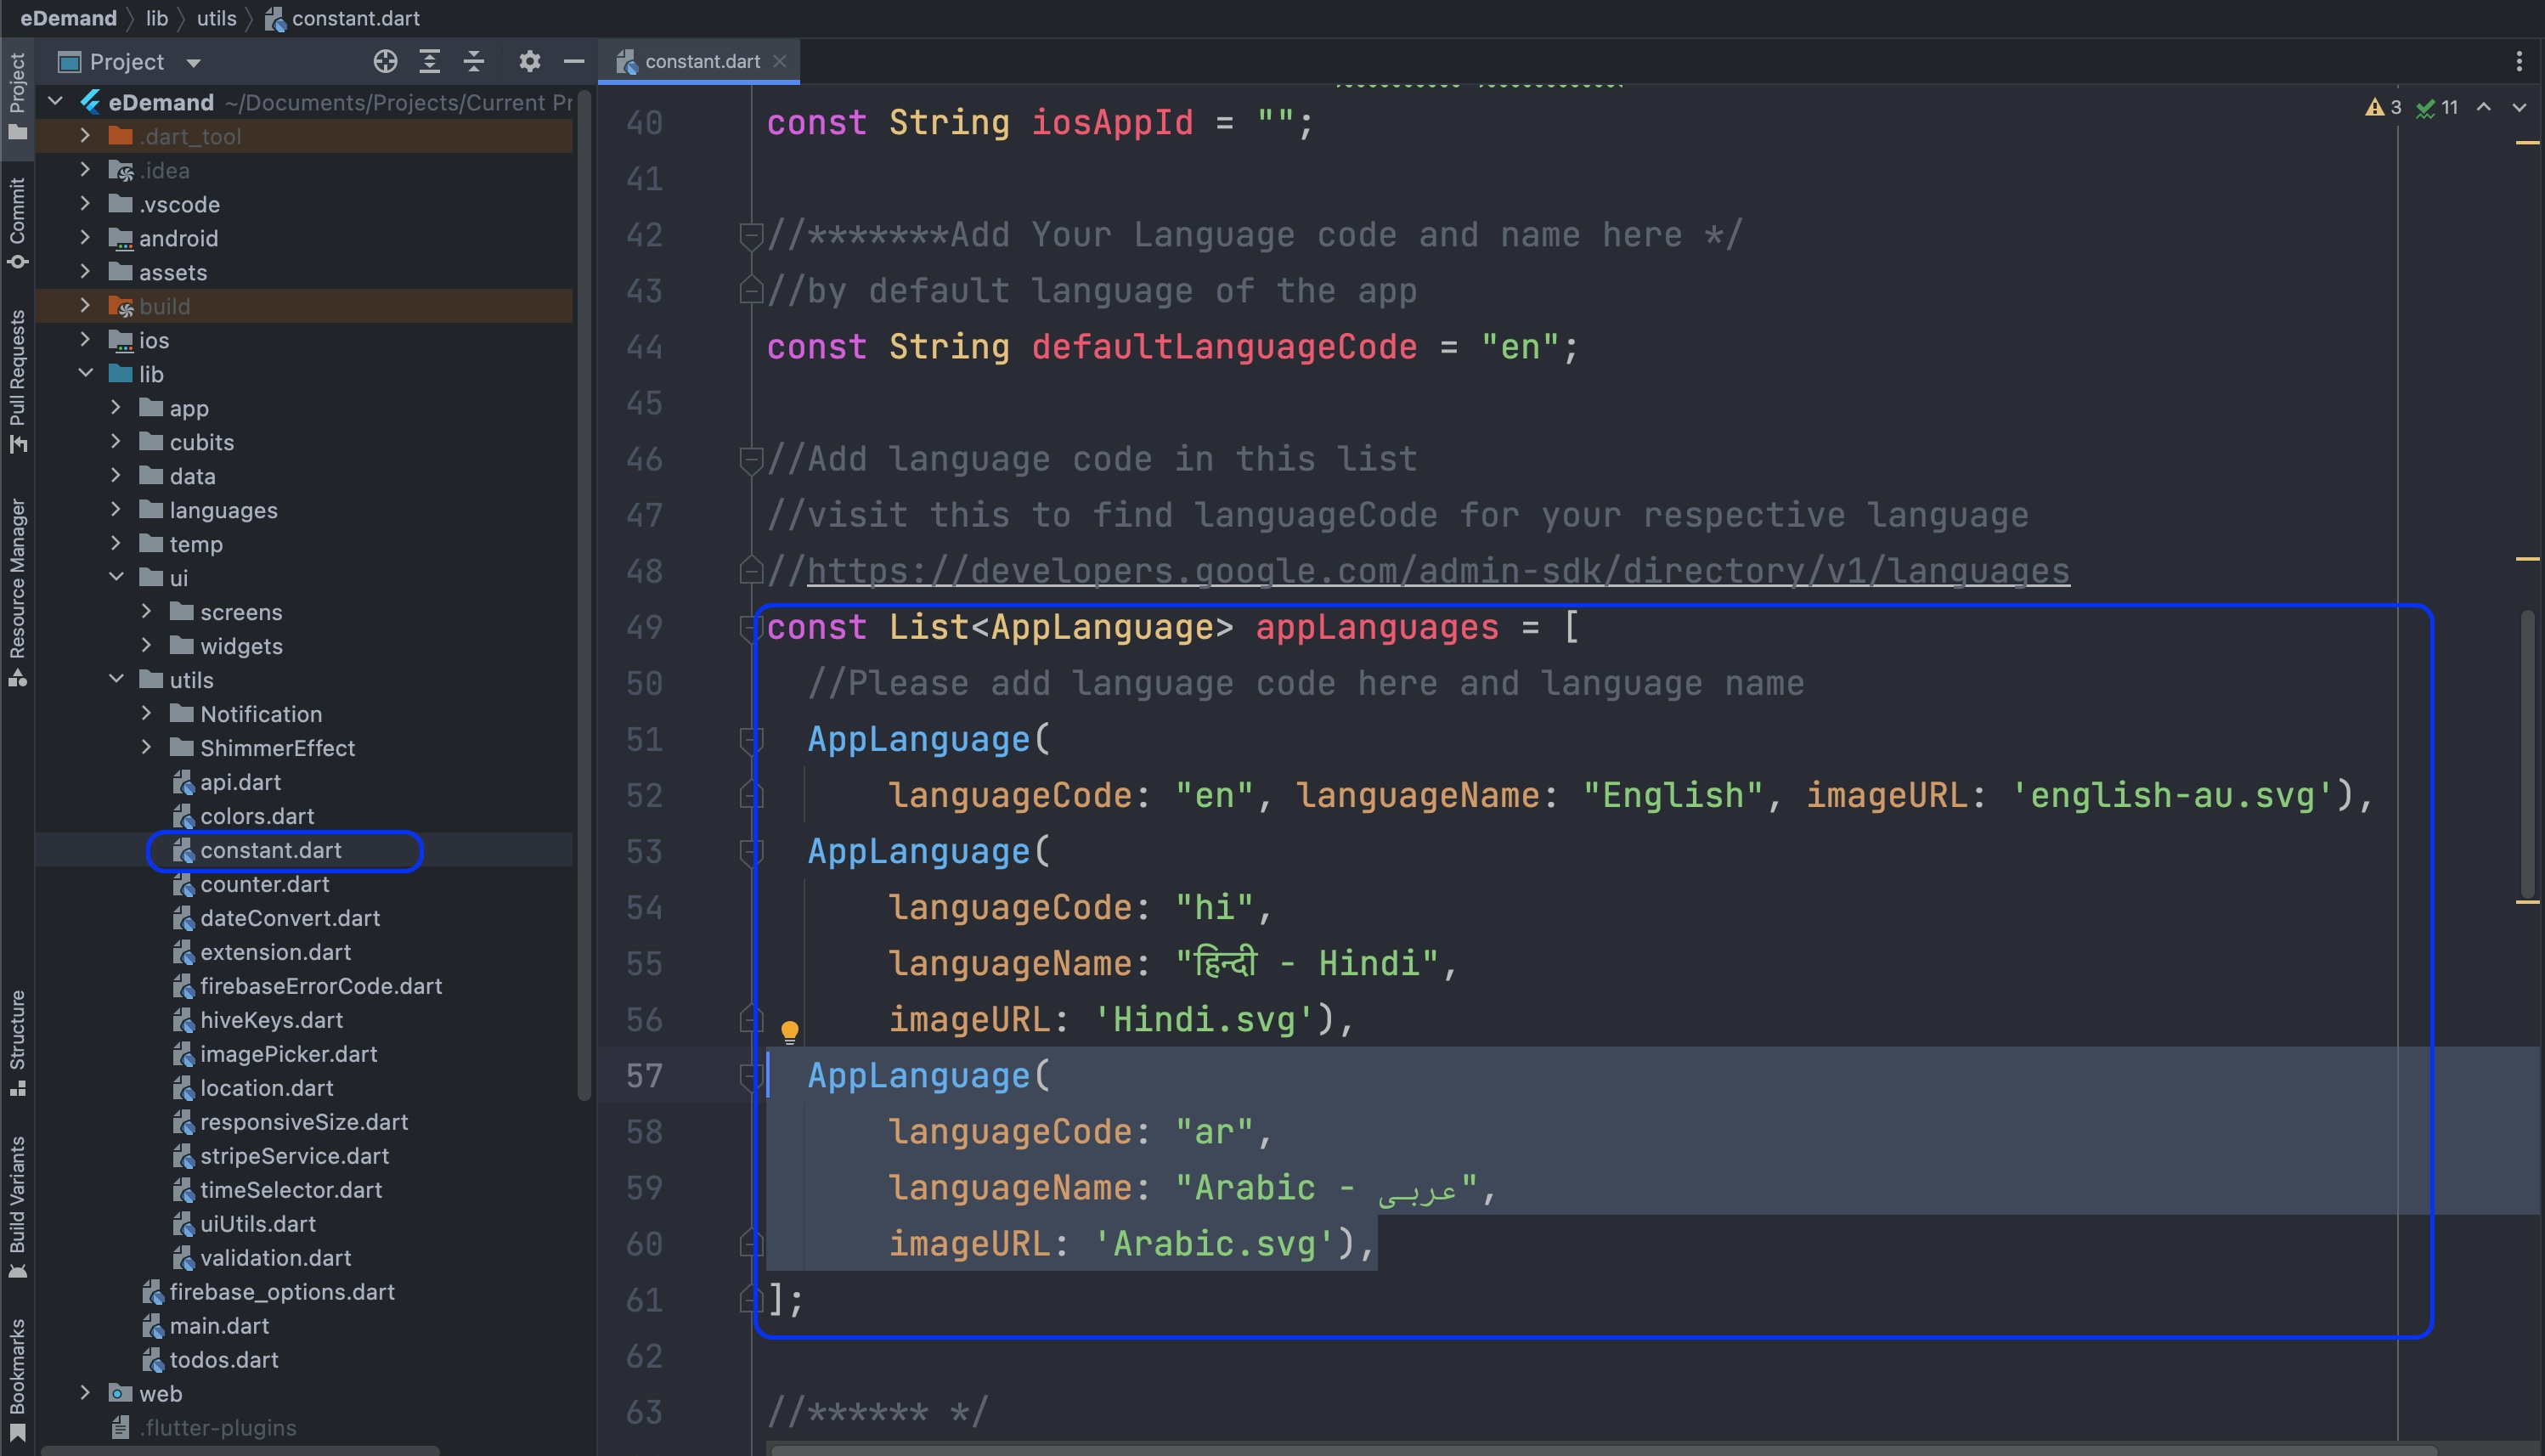 eDemand lib utils constant.dart
Project
constant.dart
Project
Commit
Pull Requests
Resource Manager
Structure
Build Variants
Bookmarks
eDemand ~/Documents/Projects/Current Pr
.dart_tool
.idea
.vscode
android
assets
build
ios
lib
app
cubits
data
languages
temp
ui
screens
widgets
utils
Notification
ShimmerEffect
api.dart
colors.dart
constant.dart
counter.dart
dateConvert.dart
extension.dart
firebaseErrorCode.dart
hiveKeys.dart
imagePicker.dart
location.dart
responsiveSize.dart
stripeService.dart
timeSelector.dart
uiUtils.dart
validation.dart
firebase_options.dart
main.dart
todos.dart
web
.flutter-plugins
3 11
40 const String iosAppId = "";
41
42 //*******Add Your Language code and name here */
43 //by default language of the app
44 const String defaultLanguageCode = "en";
45
46 //Add language code in this list
47 //visit this to find languageCode for your respective language
48 //https://developers.google.com/admin-sdk/directory/v1/languages
49 const List<AppLanguage> appLanguages = [
50 //Please add language code here and language name
51 AppLanguage(
52 languageCode: "en", languageName: "English", imageURL: 'english-au.svg'),
53 AppLanguage(
54 languageCode: "hi",
55 languageName: "हिन्दी - Hindi",
56 imageURL: 'Hindi.svg'),
57 AppLanguage(
58 languageCode: "ar",
59 languageName: "Arabic - عربى",
60 imageURL: 'Arabic.svg'),
61 ];
62
63 //****** */